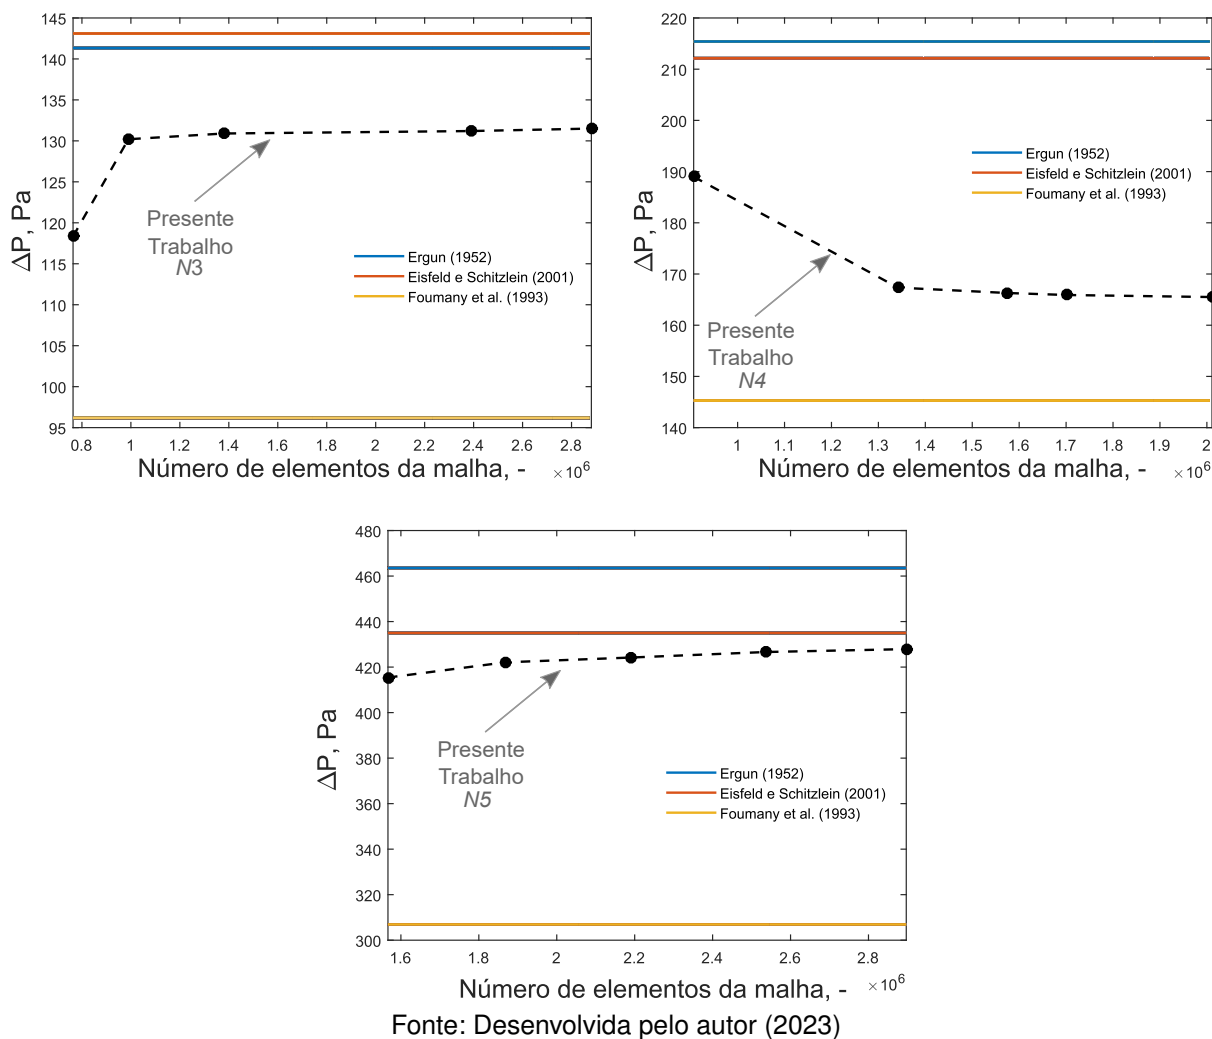 145
140
135
130
125
120
115
110
105
100
95
ΔP, Pa
Presente
Trabalho
N3
Ergun (1952)
Eisfeld e Schitzlein (2001)
Foumany et al. (1993)
0.8 1 1.2 1.4 1.6 1.8 2 2.2 2.4 2.6 2.8
Número de elementos da malha, - ×10⁶
220
210
200
190
180
170
160
150
140
ΔP, Pa
Ergun (1952)
Eisfeld e Schitzlein (2001)
Foumany et al. (1993)
Presente
Trabalho
N4
1 1.1 1.2 1.3 1.4 1.5 1.6 1.7 1.8 1.9 2
Número de elementos da malha, - ×10⁶
480
460
440
420
400
380
360
340
320
300
ΔP, Pa
Presente
Trabalho
N5
Ergun (1952)
Eisfeld e Schitzlein (2001)
Foumany et al. (1993)
1.6 1.8 2 2.2 2.4 2.6 2.8
Número de elementos da malha, - ×10⁶
Fonte: Desenvolvida pelo autor (2023)